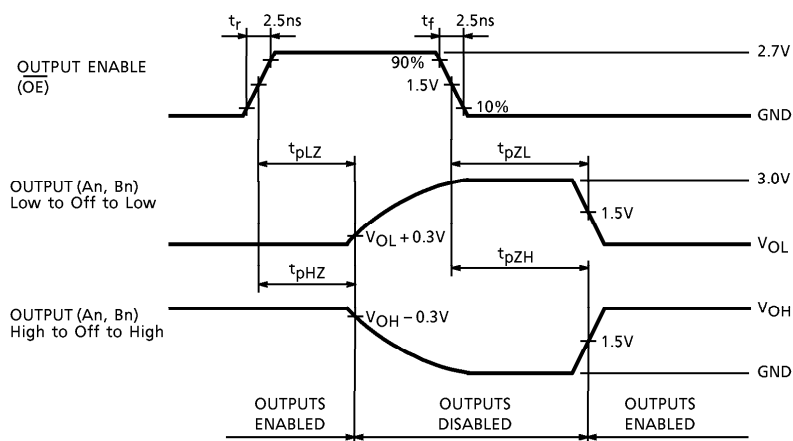 tr 2.5ns tf 2.5ns
OUTPUT ENABLE
(OE)
90%
1.5V
10%
2.7V
GND
tpLZ tpZL
OUTPUT (An, Bn)
Low to Off to Low
3.0V
1.5V
VOL + 0.3V
VOL
tpHZ tpZH
OUTPUT (An, Bn)
High to Off to High
VOH
VOH − 0.3V
1.5V
GND
OUTPUTS
ENABLED
OUTPUTS
DISABLED
OUTPUTS
ENABLED